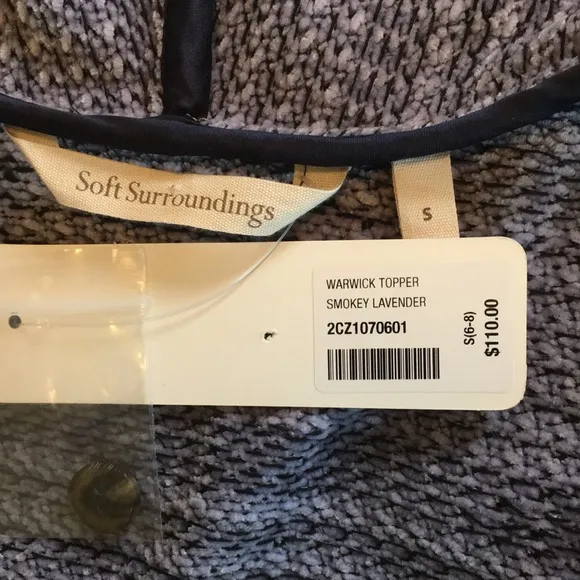 Soft Surroundings
S
WARWICK TOPPER
SMOKEY LAVENDER
2CZ1070601
S(6-8)
$110.00